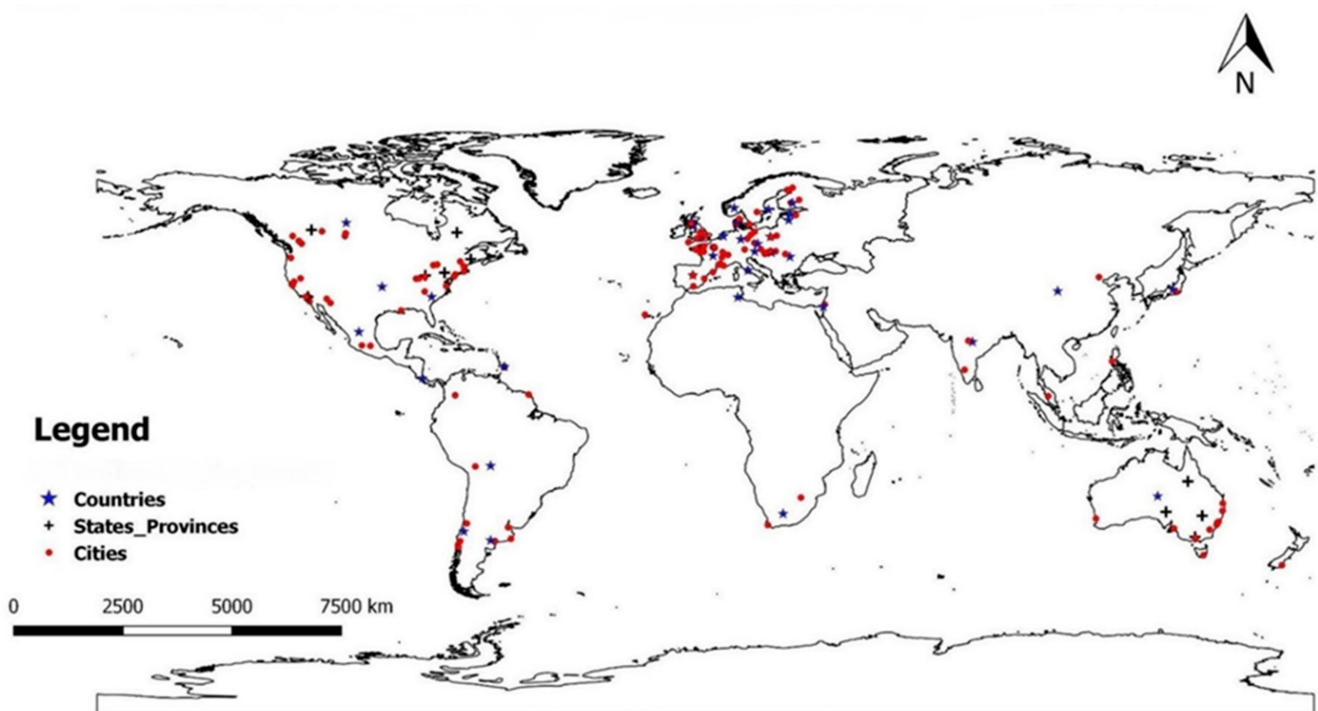 N
Legend
Countries
States_Provinces
Cities
0 2500 5000 7500 km